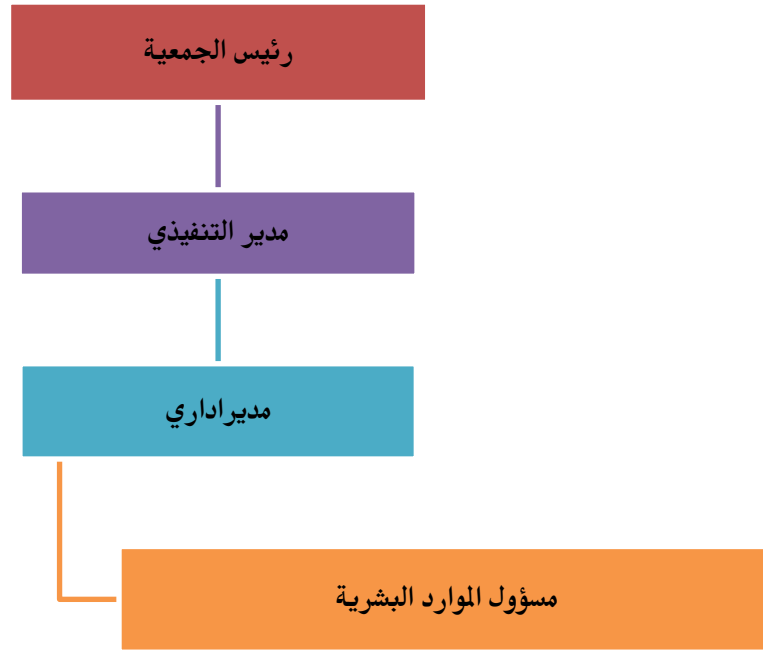 رئيس الجمعية
مدير التنفيذي
مديراداري
مسؤول الموارد البشرية